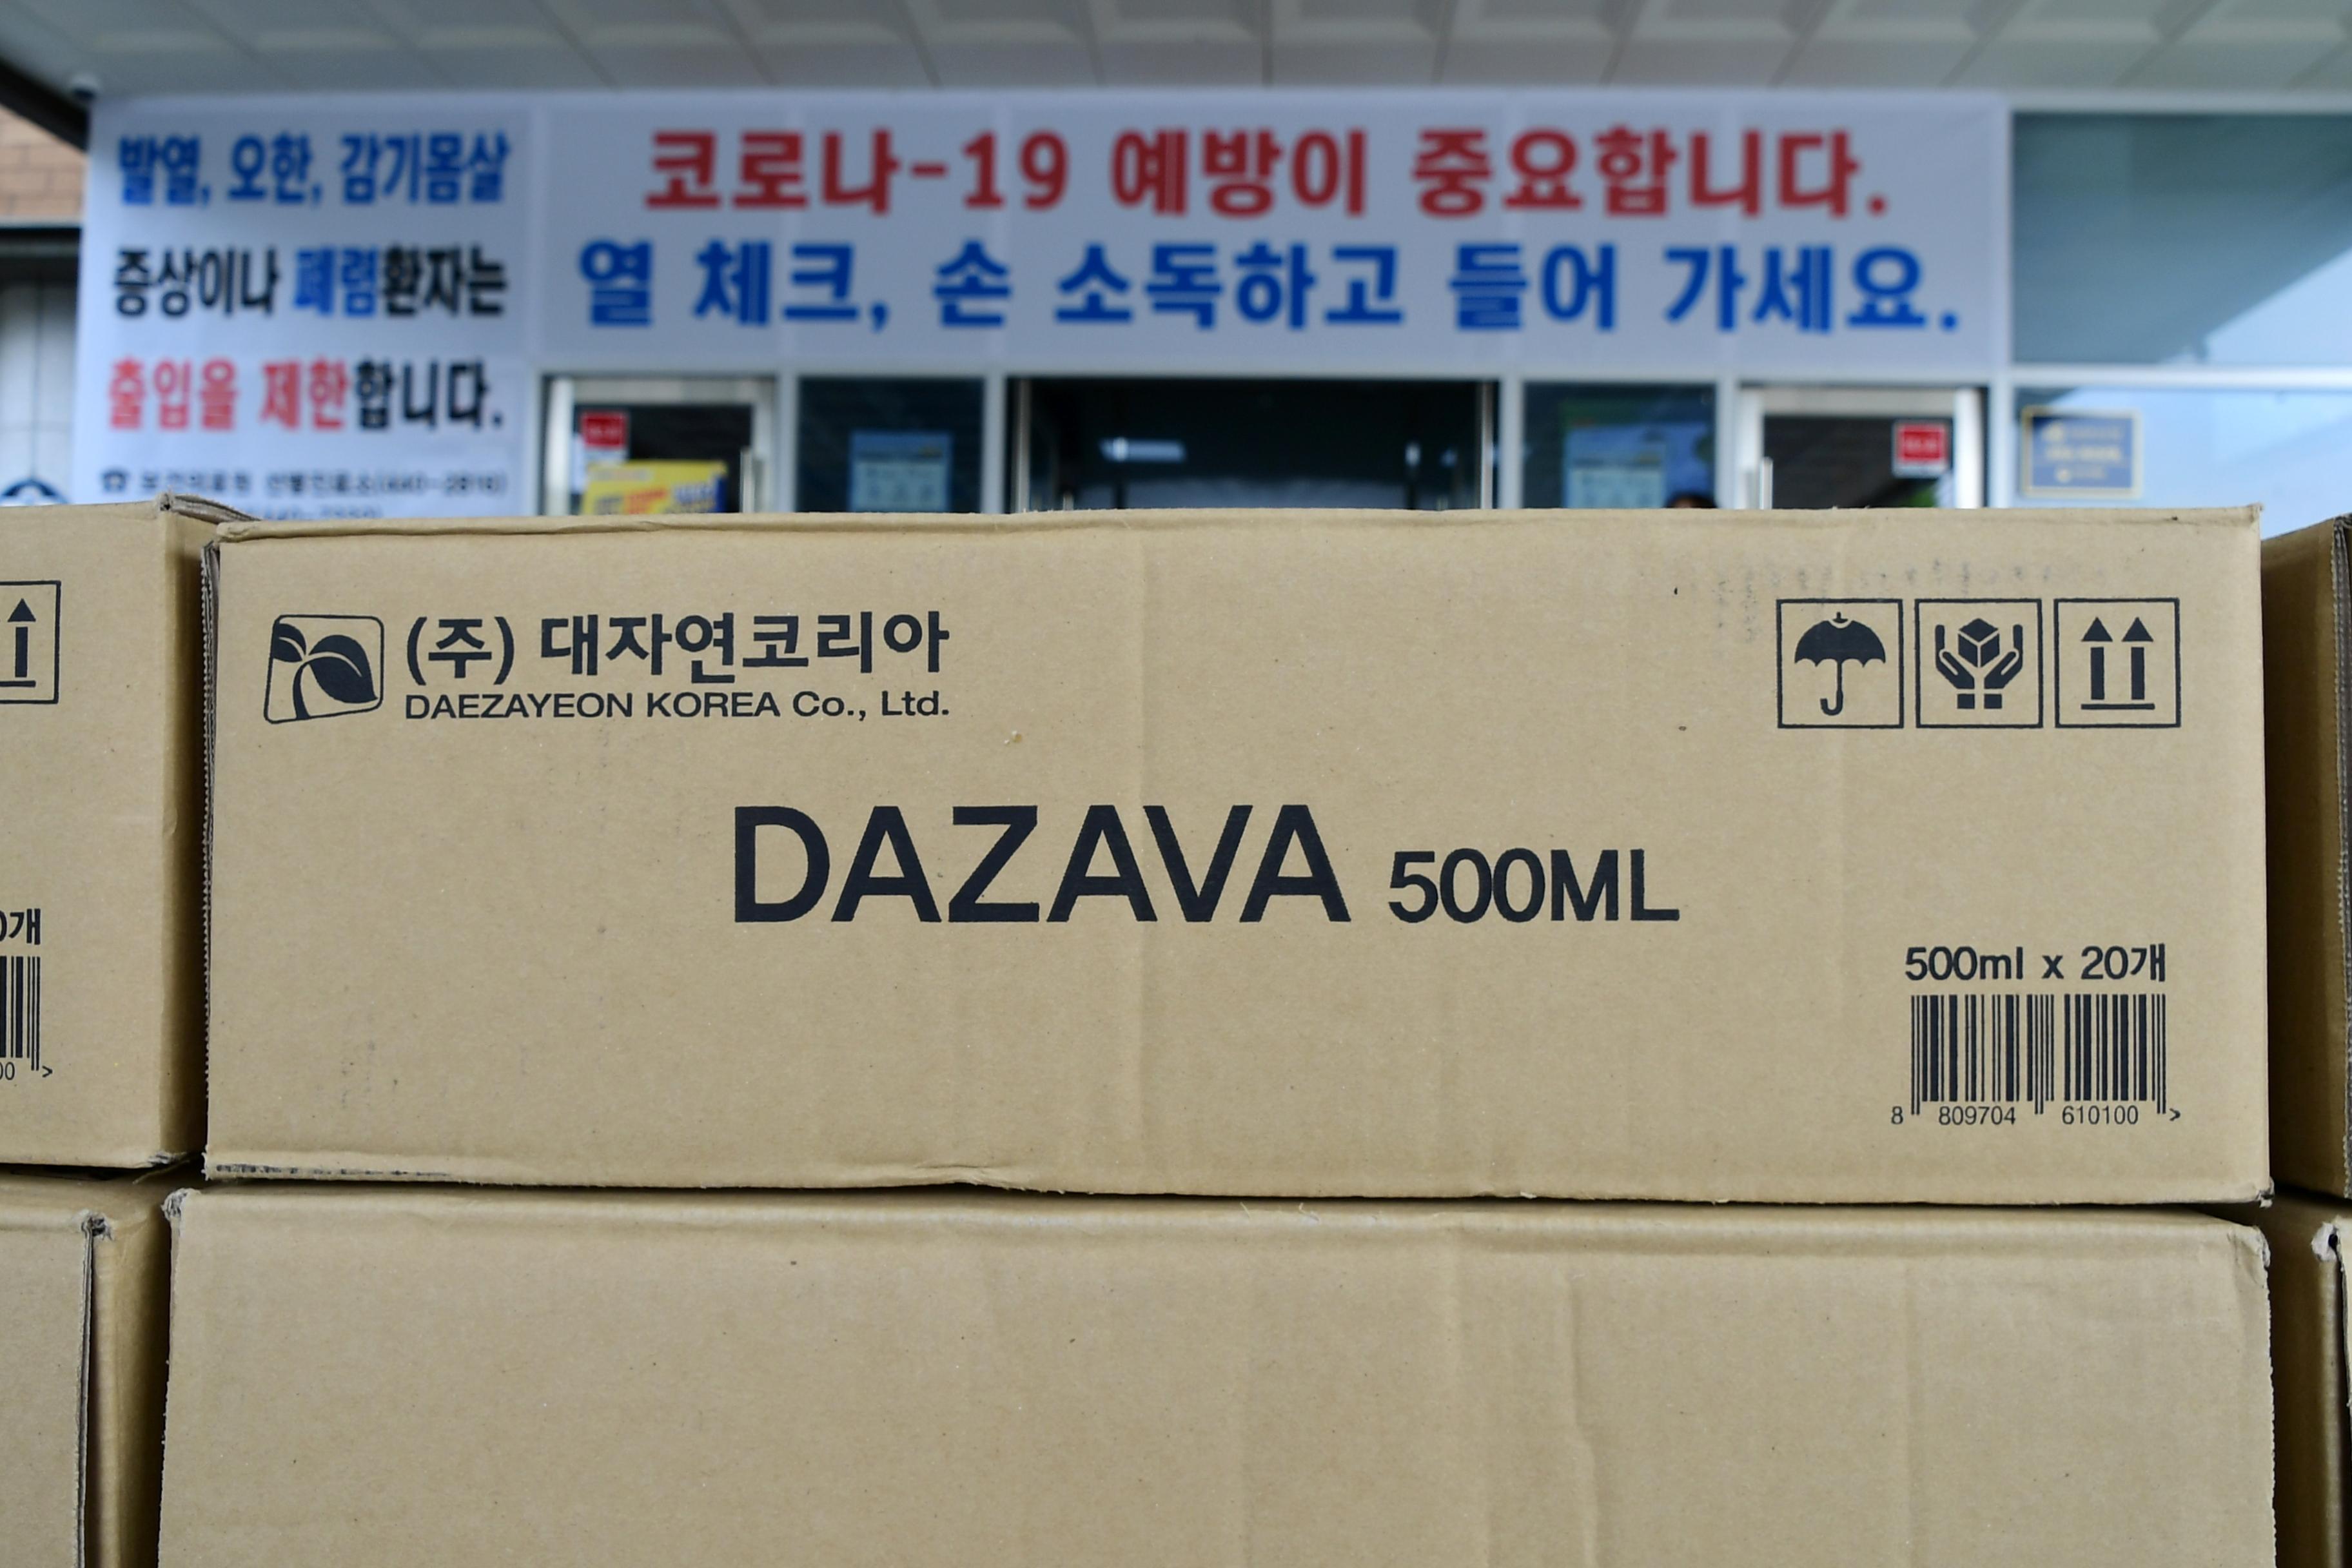 발열, 오한, 감기몸살
증상이나 폐렴환자는
출입을 제한합니다.
코로나-19 예방이 중요합니다.
열 체크, 손 소독하고 들어 가세요.
(주) 대자연코리아
DAEZAYEON KOREA Co., Ltd.
DAZAVA 500ML
500ml x 20개
8 809704 610100 >
0개
00 >